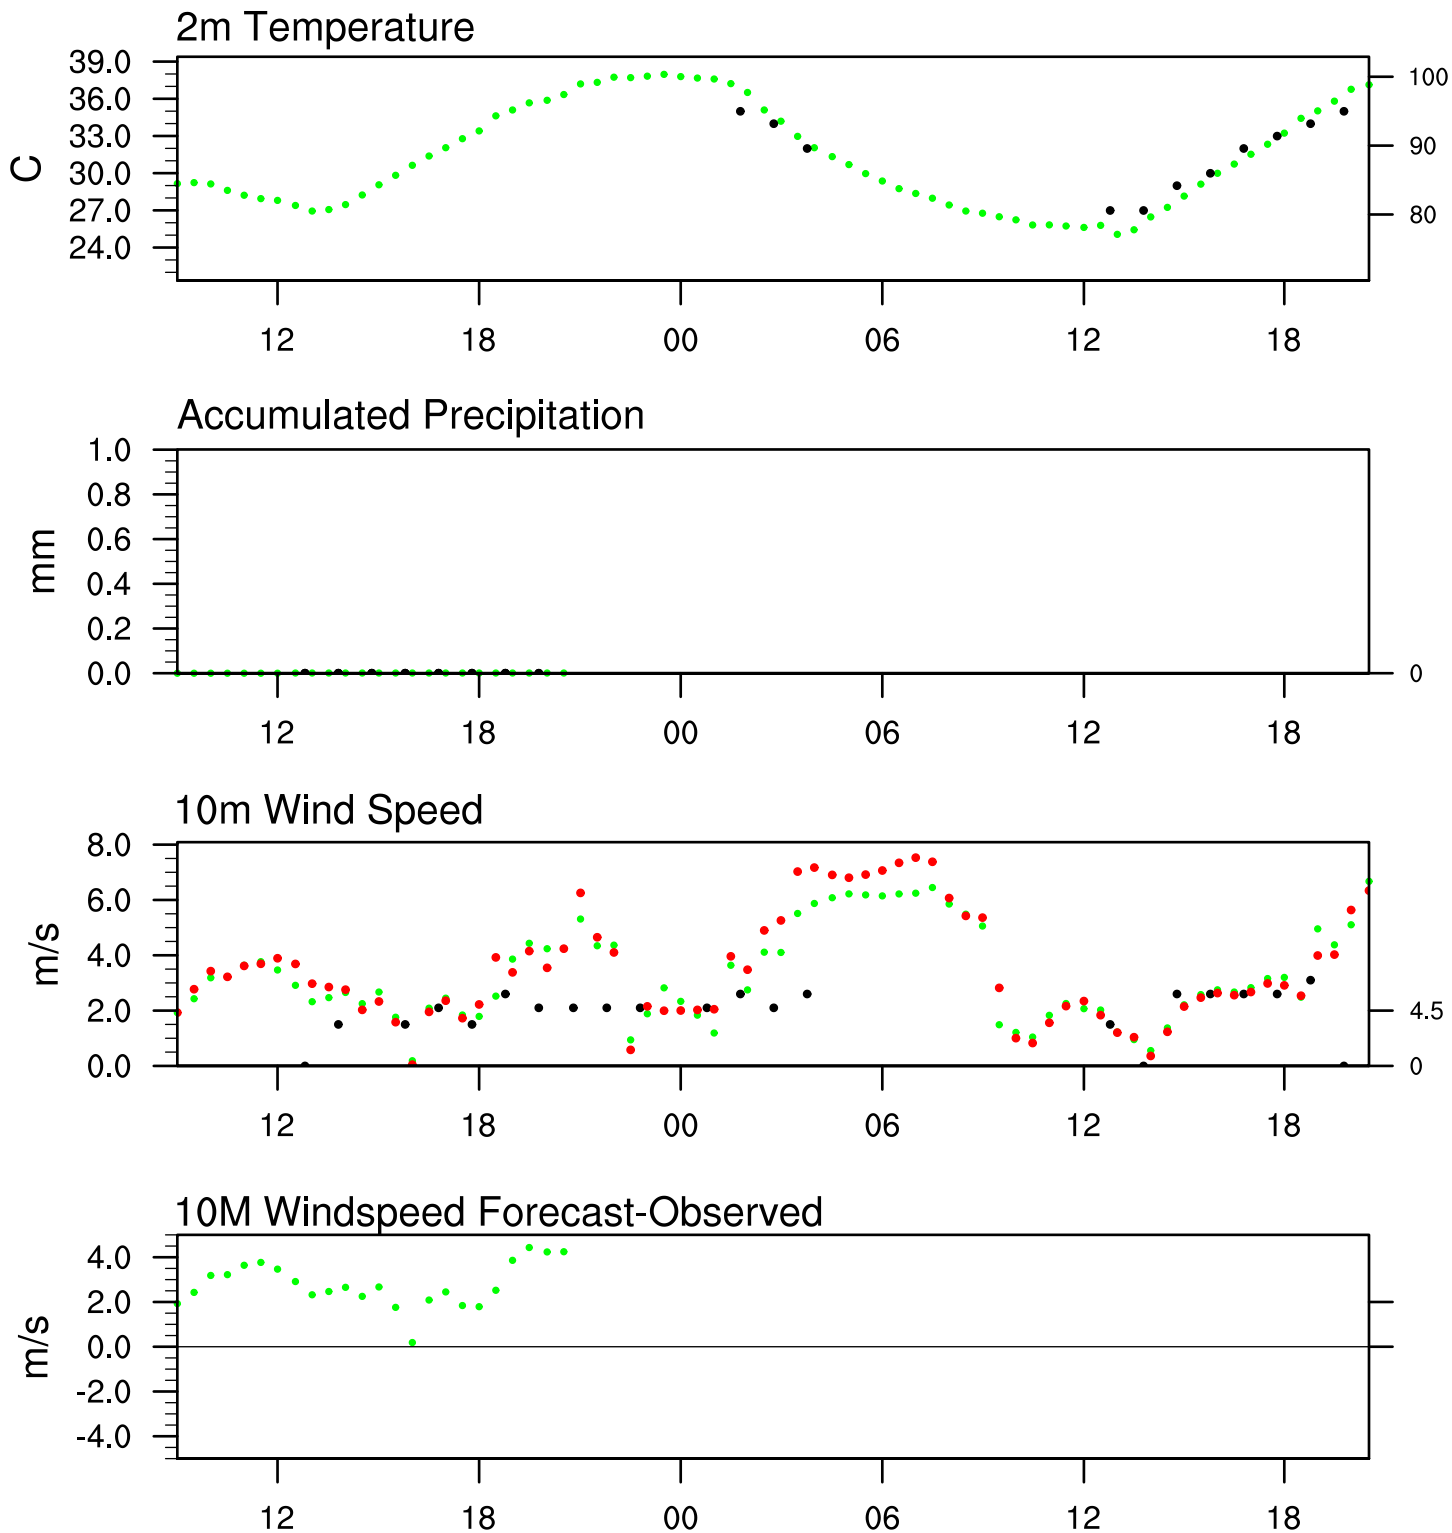 2m Temperature
39.0
36.0
33.0
30.0
27.0
24.0
C
100
90
80
12 18 00 06 12 18
Accumulated Precipitation
1.0
0.8
0.6
0.4
0.2
0.0
mm
0
12 18 00 06 12 18
10m Wind Speed
8.0
6.0
4.0
2.0
0.0
m/s
4.5
0
12 18 00 06 12 18
10M Windspeed Forecast-Observed
4.0
2.0
0.0
-2.0
-4.0
m/s
12 18 00 06 12 18